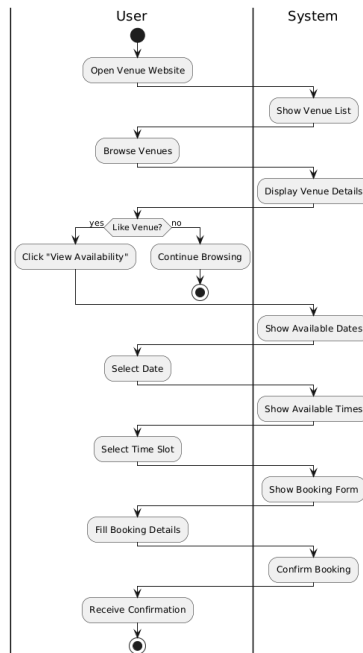 User
System
Open Venue Website
Show Venue List
Browse Venues
Display Venue Details
Like Venue?
yes
no
Click "View Availability"
Continue Browsing
Show Available Dates
Select Date
Show Available Times
Select Time Slot
Show Booking Form
Fill Booking Details
Confirm Booking
Receive Confirmation